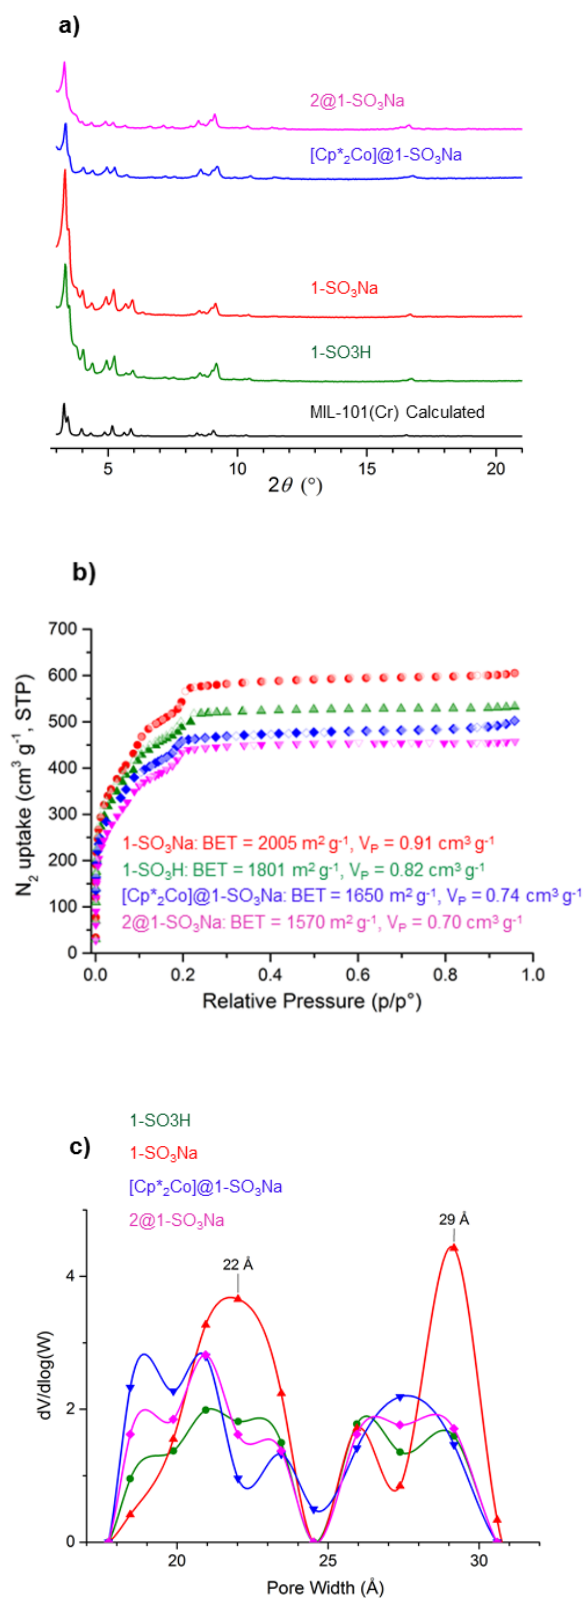 a)
2@1-SO₃Na
[Cp*₂Co]@1-SO₃Na
1-SO₃Na
1-SO3H
MIL-101(Cr) Calculated
5 10 15 20
2θ (°)
b)
700
600
500
400
300
200
100
0
N₂ uptake (cm³ g⁻¹, STP)
1-SO₃Na: BET = 2005 m² g⁻¹, Vₚ = 0.91 cm³ g⁻¹
1-SO₃H: BET = 1801 m² g⁻¹, Vₚ = 0.82 cm³ g⁻¹
[Cp*₂Co]@1-SO₃Na: BET = 1650 m² g⁻¹, Vₚ = 0.74 cm³ g⁻¹
2@1-SO₃Na: BET = 1570 m² g⁻¹, Vₚ = 0.70 cm³ g⁻¹
0.0 0.2 0.4 0.6 0.8 1.0
Relative Pressure (p/p°)
c)
1-SO3H
1-SO₃Na
[Cp*₂Co]@1-SO₃Na
2@1-SO₃Na
22 Å
29 Å
4
2
0
dV/dlog(W)
20 25 30
Pore Width (Å)